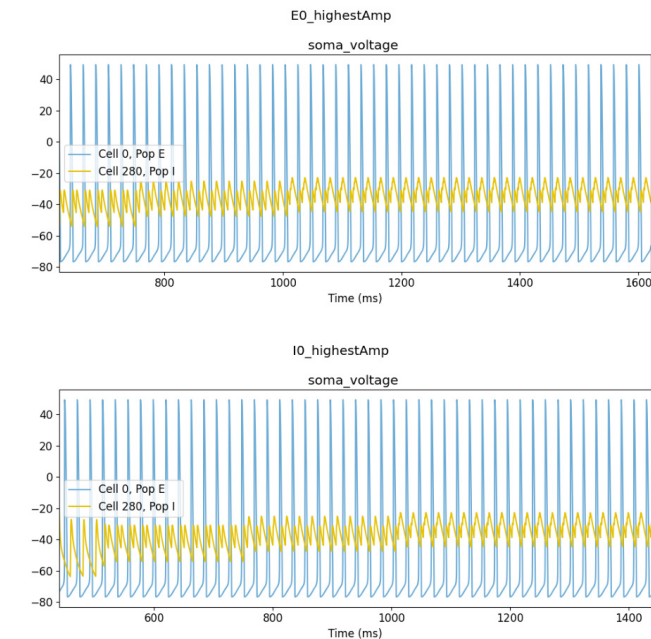 E0_highestAmp
soma_voltage
40
20
0
−20
−40
−60
−80
Cell 0, Pop E
Cell 280, Pop I
800
1000
1200
1400
1600
Time (ms)
I0_highestAmp
soma_voltage
40
20
0
−20
−40
−60
−80
Cell 0, Pop E
Cell 280, Pop I
600
800
1000
1200
1400
Time (ms)